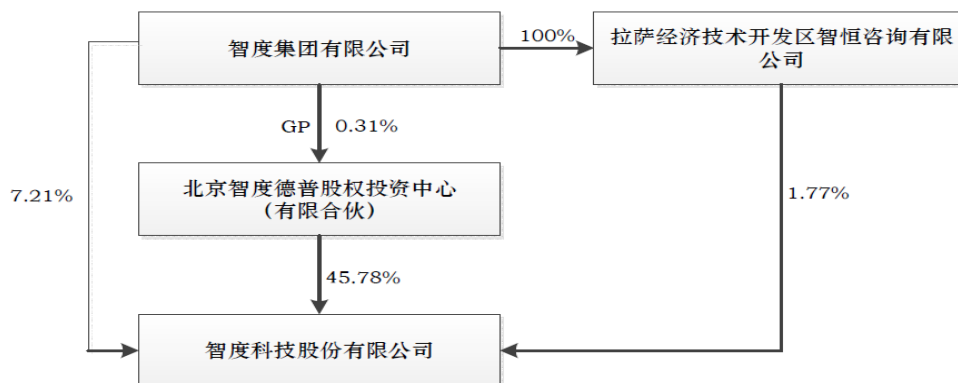 智度集团有限公司
100%
拉萨经济技术开发区智恒咨询有限
公司
GP 0.31%
7.21%
北京智度德普股权投资中心
（有限合伙）
1.77%
45.78%
智度科技股份有限公司